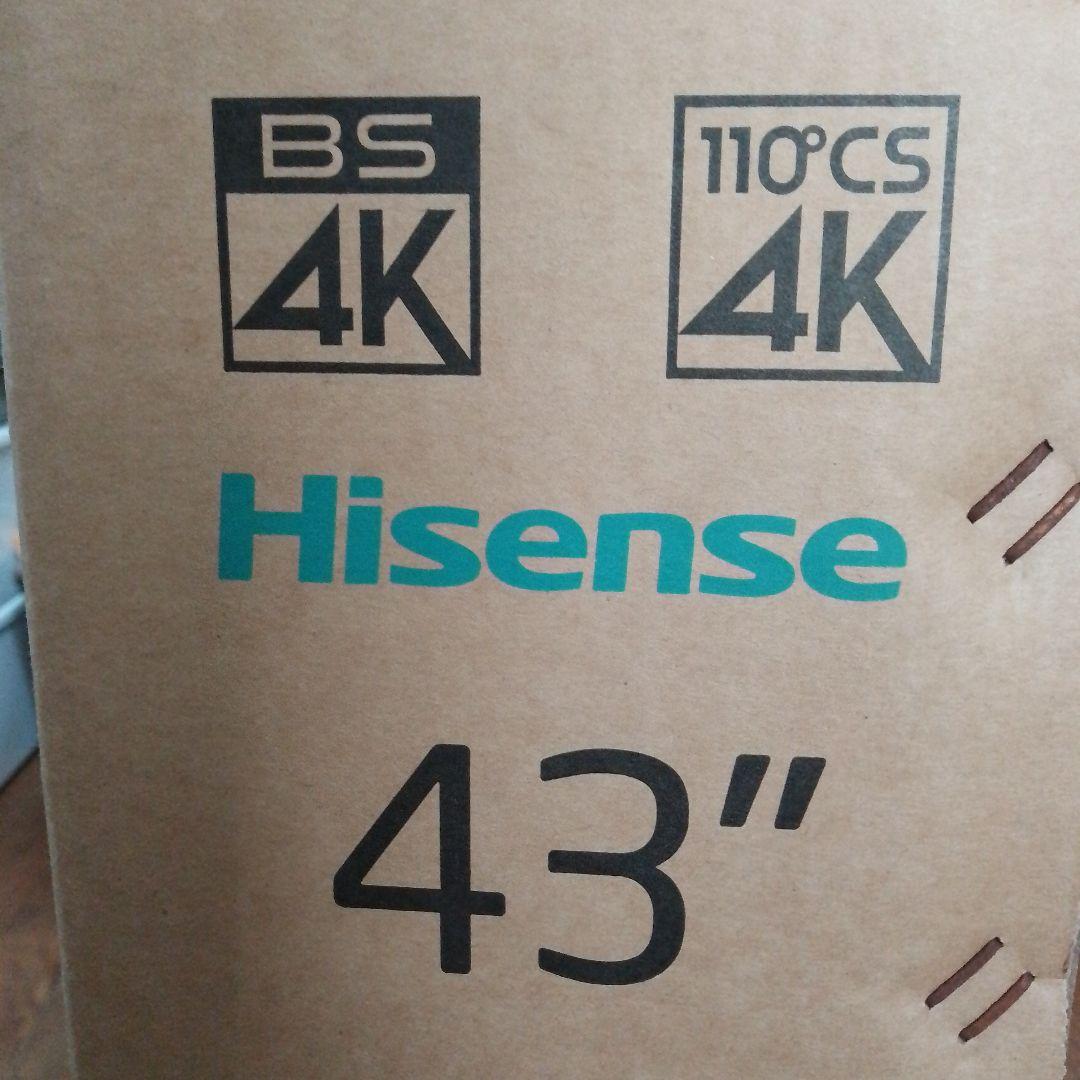 BS
4K
110°CS
4K
Hisense
43"